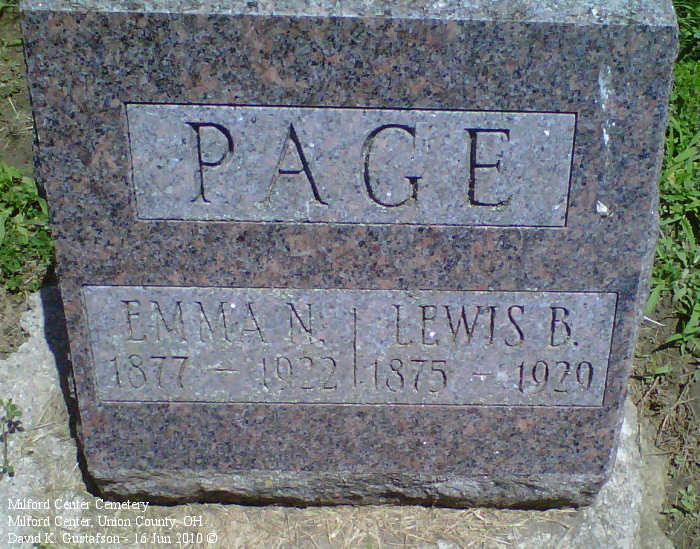 PAGE
EMMA N. LEWIS B.
1877 – 1922 1875 – 1920
Milford Center Cemetery
Milford Center, Union County, OH
David K. Gustafson - 16 Jun 2010 ©